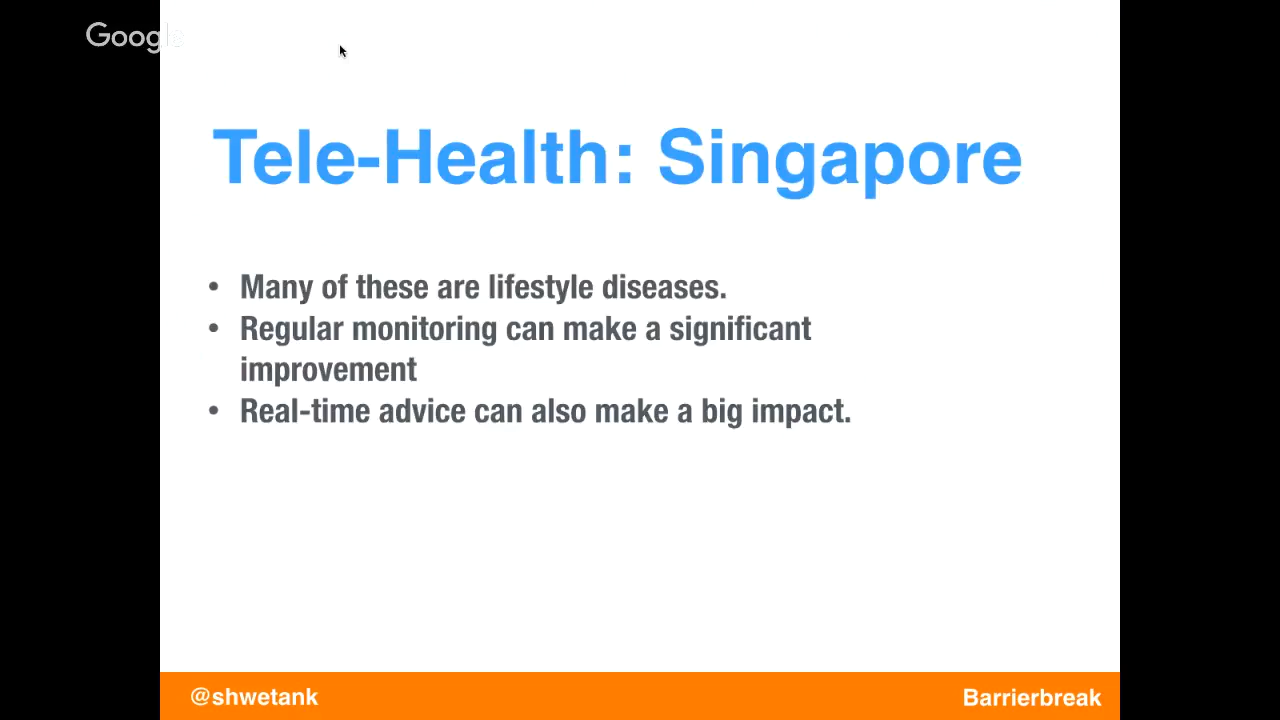 Google
Tele-Health: Singapore
• Many of these are lifestyle diseases.
• Regular monitoring can make a significant
improvement
• Real-time advice can also make a big impact.
@shwetank
Barrierbreak